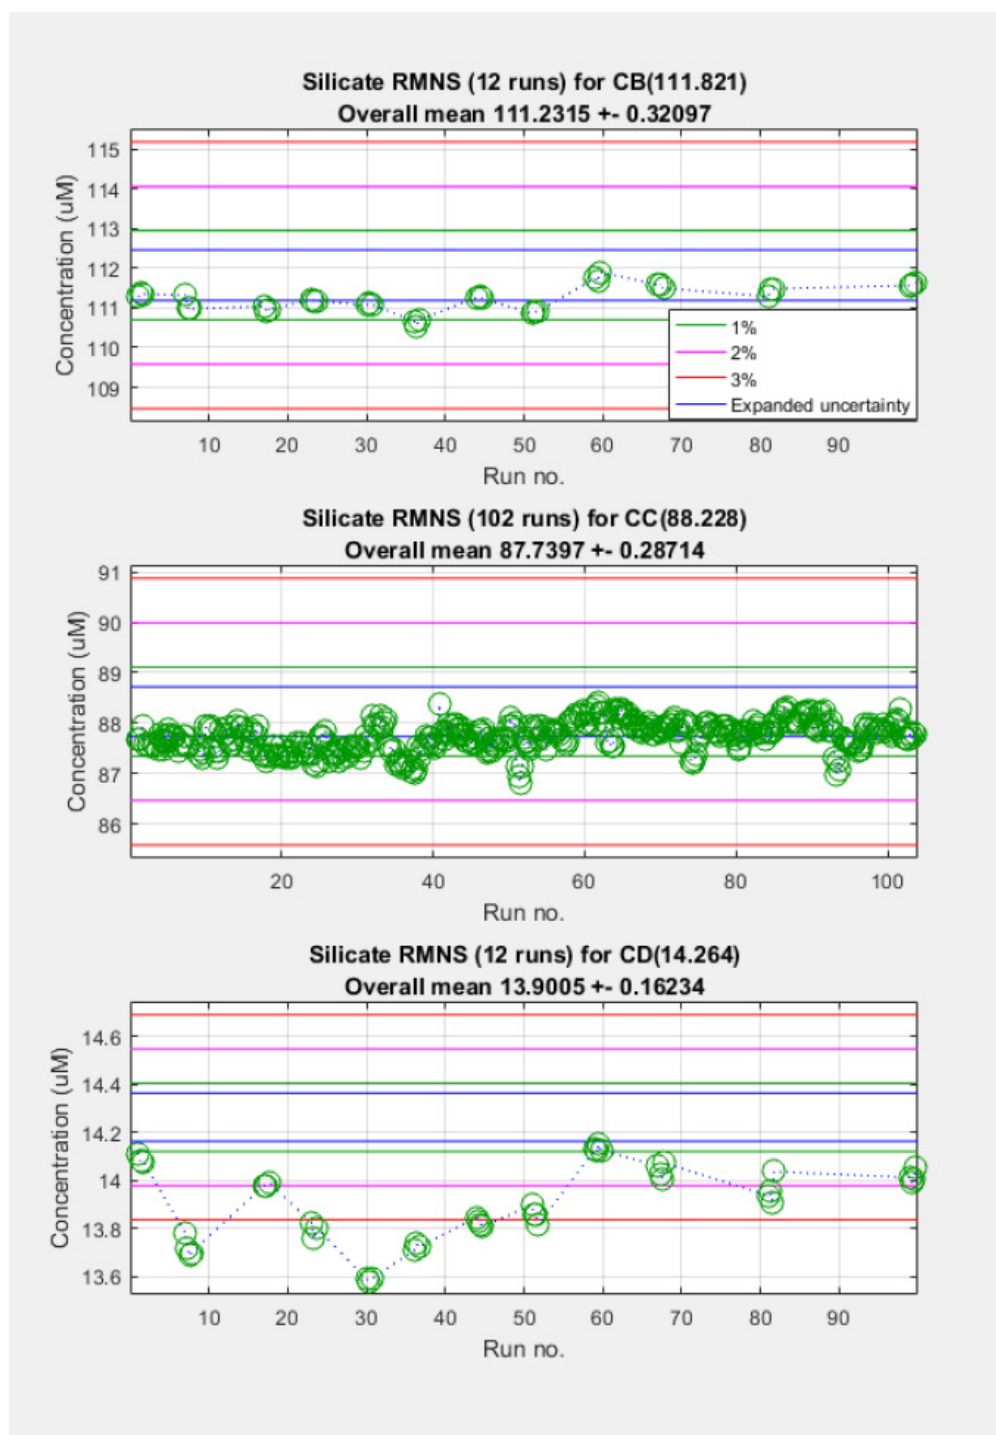 Silicate RMNS (12 runs) for CB(111.821)
Overall mean 111.2315 +- 0.32097
115
114
113
112
111
110
109
Concentration (uM)
1%
2%
3%
Expanded uncertainty
10 20 30 40 50 60 70 80 90
Run no.
Silicate RMNS (102 runs) for CC(88.228)
Overall mean 87.7397 +- 0.28714
91
90
89
88
87
86
Concentration (uM)
20 40 60 80 100
Run no.
Silicate RMNS (12 runs) for CD(14.264)
Overall mean 13.9005 +- 0.16234
14.6
14.4
14.2
14
13.8
13.6
Concentration (uM)
10 20 30 40 50 60 70 80 90
Run no.